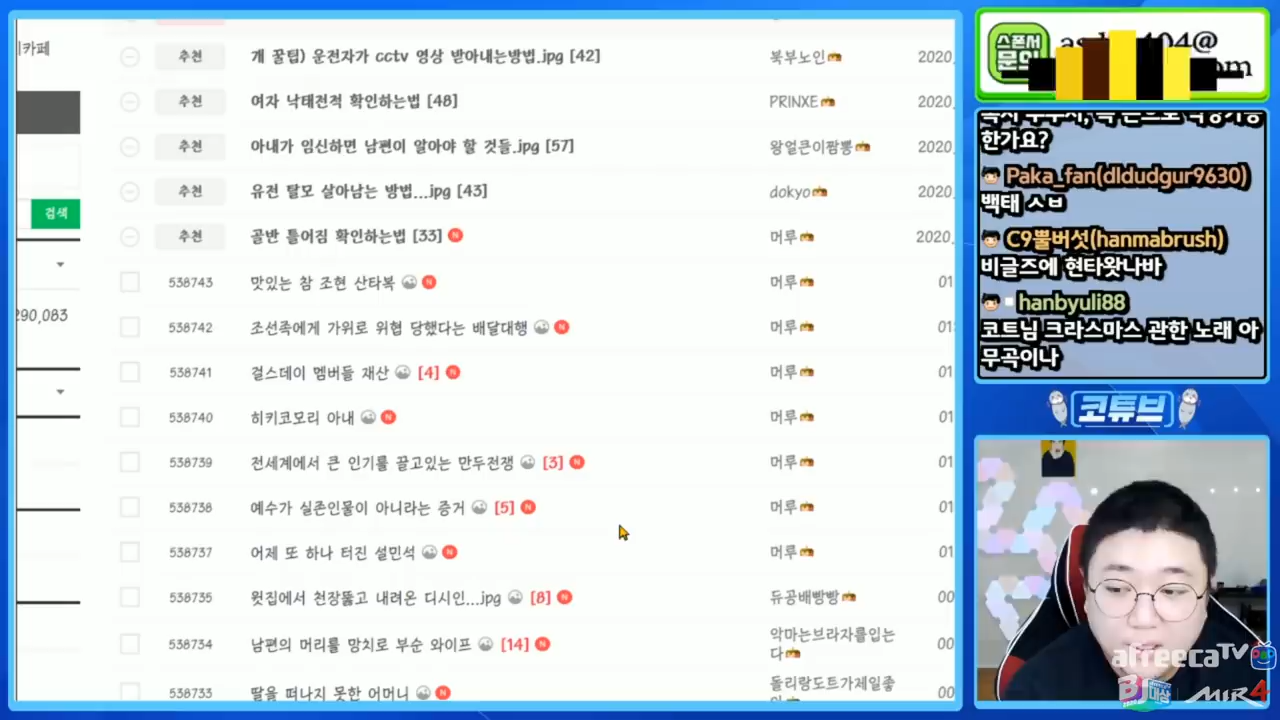 카페
검색
290,083
추천 개 꿀팁) 운전자가 cctv 영상 받아내는방법.jpg [42] 북부노인 2020.
추천 여자 낙태전적 확인하는법 [48] PRINXE 2020.
추천 아내가 임신하면 남편이 알아야 할 것들.jpg [57] 왕얼큰이짬뽕 2020.
추천 유전 탈모 살아남는 방법...jpg [43] dokyo 2020.
추천 골반 틀어짐 확인하는법 [33] N 머루 2020.
538743 맛있는 참 조현 산타복 N 머루 01
538742 조선족에게 가위로 위협 당했다는 배달대행 N 머루 01:
538741 걸스데이 멤버들 재산 [4] N 머루 01
538740 히키코모리 아내 N 머루 01
538739 전세계에서 큰 인기를 끌고있는 만두전쟁 [3] N 머루 01
538738 예수가 실존인물이 아니라는 증거 [5] N 머루 01
538737 어제 또 하나 터진 설민석 N 머루 01
538735 윗집에서 천장뚫고 내려온 디시인...jpg [8] N 듀공배빵빵 00
538734 남편의 머리를 망치로 부순 와이프 [14] N 악마는브라자를입는다 00
538733 딸을 떠나지 못한 어머니 N 돌리랑도트가제일좋 00
스폰서
문의
404@
한가요?
Paka_fan(dldudgur9630)
백태 ㅅㅂ
C9뿔버섯(hanmabrush)
비글즈에 현타왓나바
hanbyuli88
코트님 크라스마스 관한 노래 아
무곡이나
코튜브
afreecaTV
BJ대상 MIR4